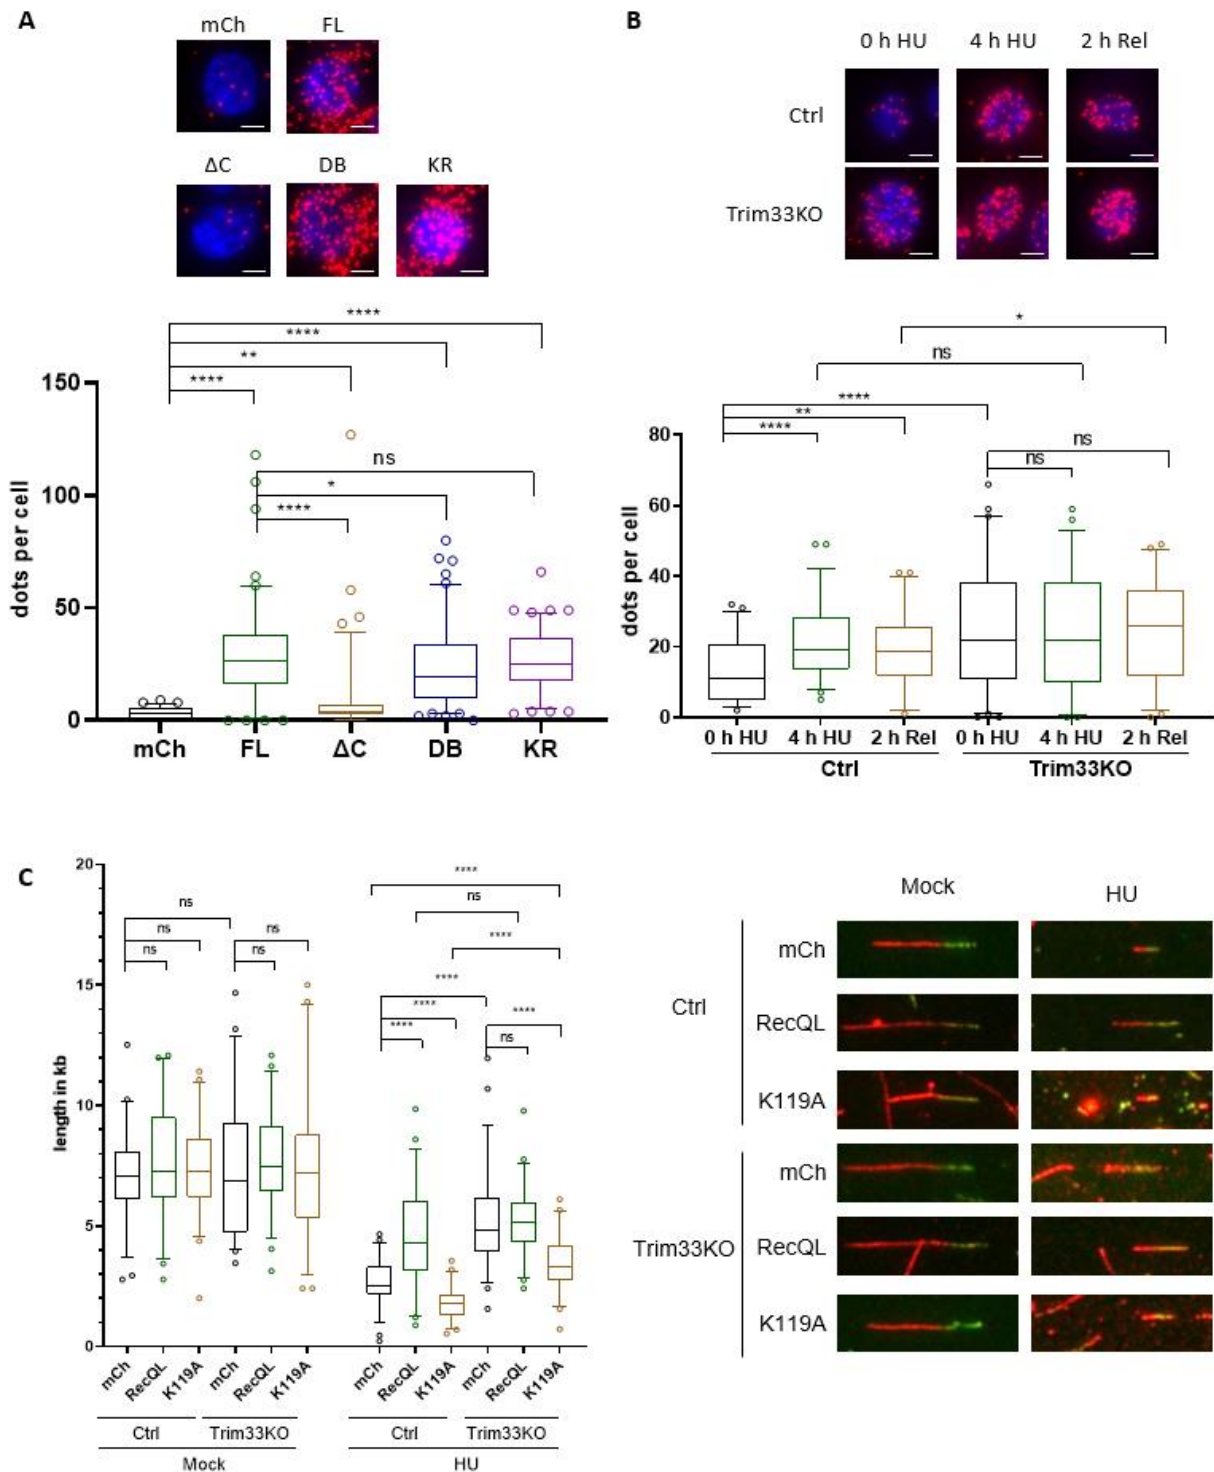 A
mCh FL
ΔC DB KR
****
****
**
****
ns
*
****
dots per cell
150
100
50
0
mCh FL ΔC DB KR
B
0 h HU 4 h HU 2 h Rel
Ctrl
Trim33KO
*
ns
****
**
****
ns
ns
dots per cell
80
60
40
20
0
0 h HU 4 h HU 2 h Rel 0 h HU 4 h HU 2 h Rel
Ctrl Trim33KO
C
length in kb
20
15
10
5
0
ns
ns ns
ns ns
****
ns
****
****
**** ****
**** ns
mCh RecQL K119A mCh RecQL K119A mCh RecQL K119A mCh RecQL K119A
Ctrl Trim33KO Ctrl Trim33KO
Mock HU
Mock HU
Ctrl
mCh
RecQL
K119A
Trim33KO
mCh
RecQL
K119A